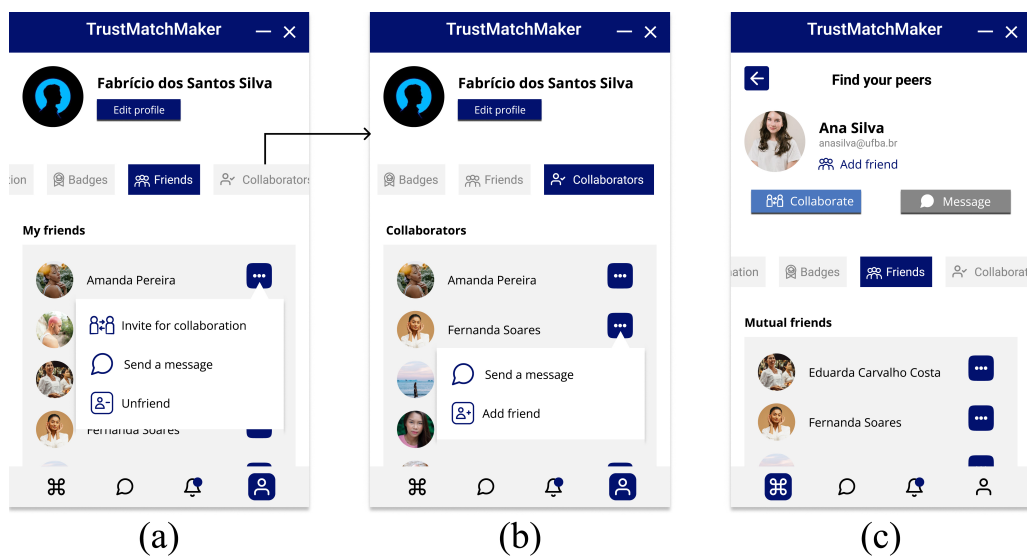 TrustMatchMaker
Fabrício dos Santos Silva
Edit profile
Badges
Friends
Collaborators
My friends
Amanda Pereira
Invite for collaboration
Send a message
Unfriend
Fernanda Soares
(a)
TrustMatchMaker
Fabrício dos Santos Silva
Edit profile
Badges
Friends
Collaborators
Collaborators
Amanda Pereira
Fernanda Soares
Send a message
Add friend
(b)
TrustMatchMaker
Find your peers
Ana Silva
anasilva@ufba.br
Add friend
Collaborate
Message
ation
Badges
Friends
Collaborat
Mutual friends
Eduarda Carvalho Costa
Fernanda Soares
(c)